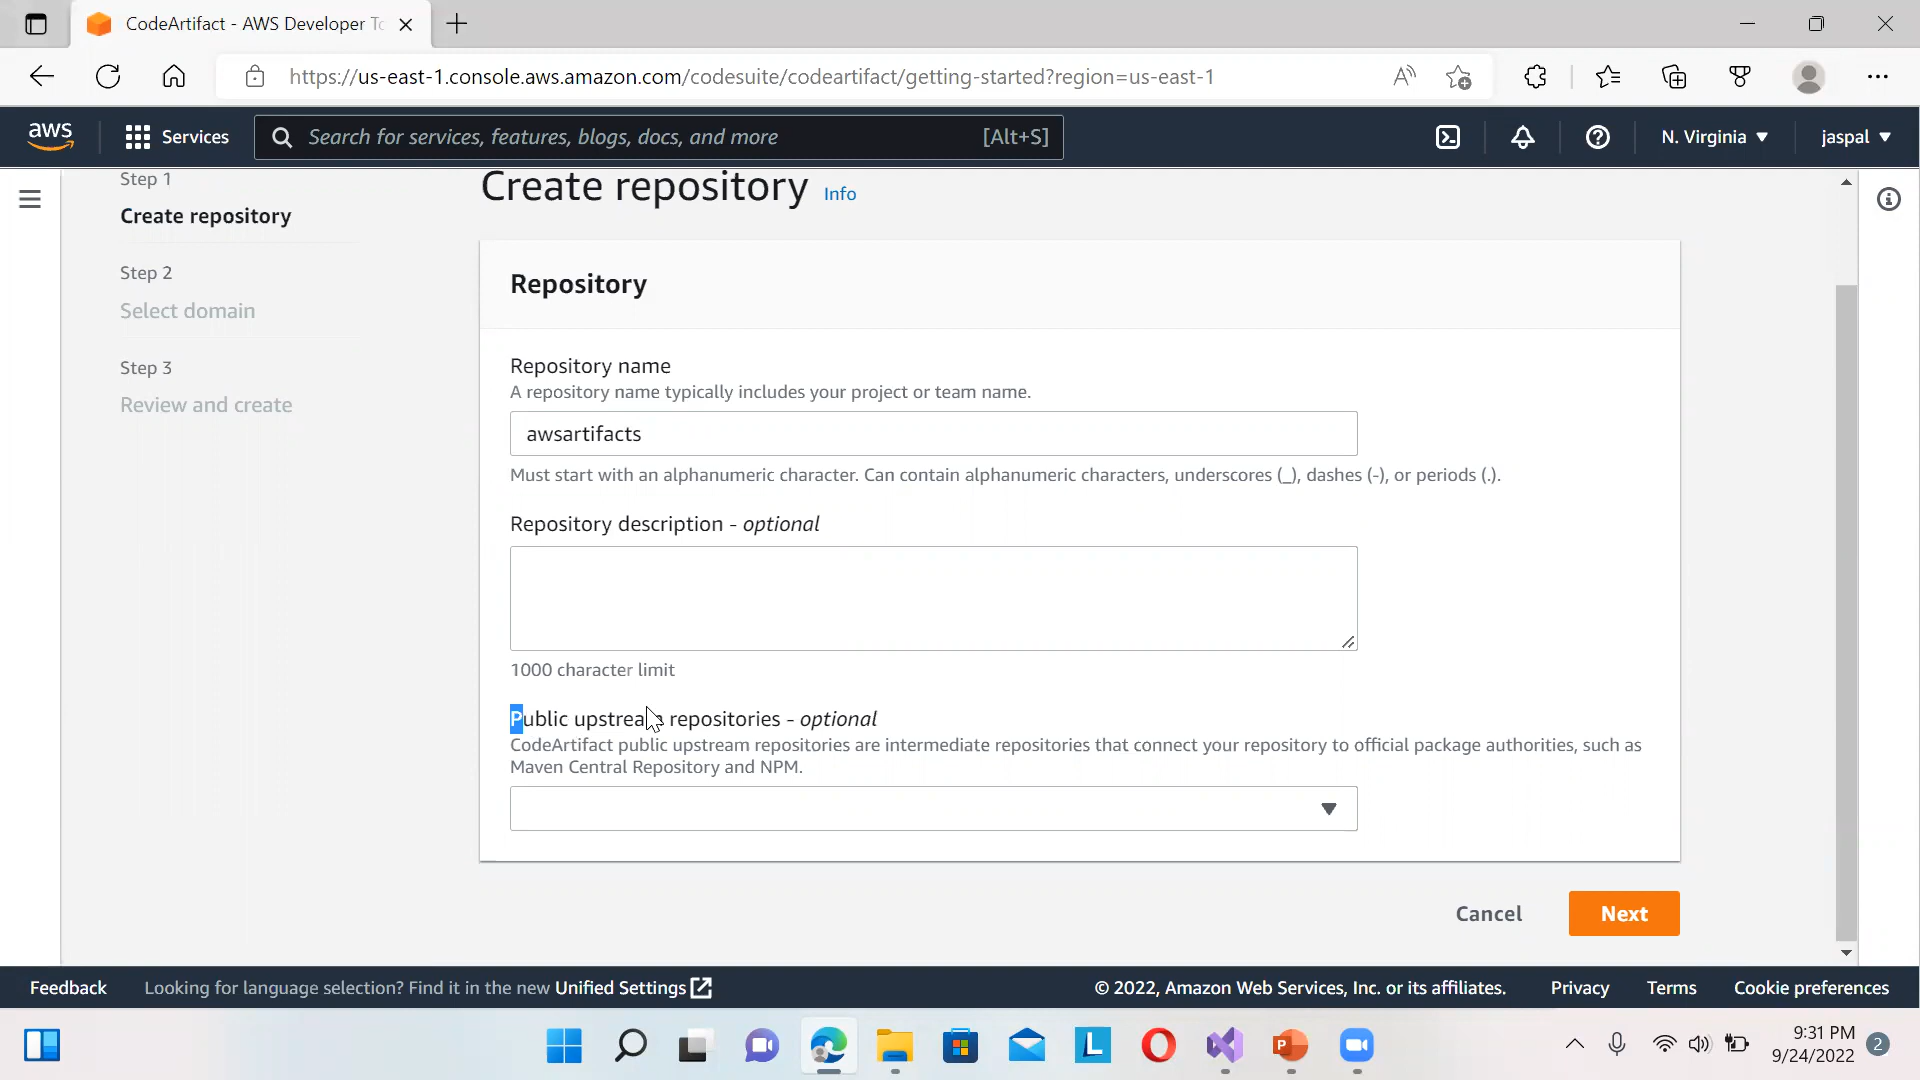 CodeArtifact - AWS Developer To
https://us-east-1.console.aws.amazon.com/codesuite/codeartifact/getting-started?region=us-east-1
aws
Services
Search for services, features, blogs, docs, and more
[Alt+S]
N. Virginia
jaspal
Step 1
Create repository
Step 2
Select domain
Step 3
Review and create
Create repository
Info
Repository
Repository name
A repository name typically includes your project or team name.
awsartifacts
Must start with an alphanumeric character. Can contain alphanumeric characters, underscores (_), dashes (-), or periods (.).
Repository description - optional
1000 character limit
Public upstream repositories - optional
CodeArtifact public upstream repositories are intermediate repositories that connect your repository to official package authorities, such as
Maven Central Repository and NPM.
Cancel
Next
Feedback
Looking for language selection? Find it in the new Unified Settings
© 2022, Amazon Web Services, Inc. or its affiliates.
Privacy
Terms
Cookie preferences
L
P
9:31 PM
9/24/2022
2